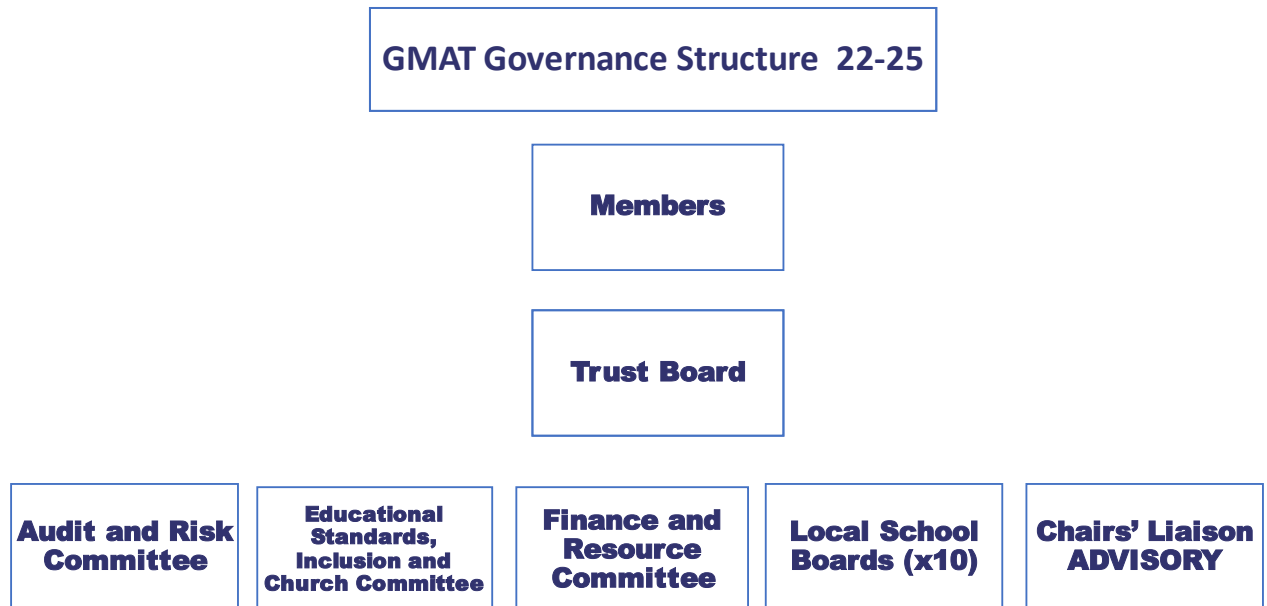 GMAT Governance Structure  22-25
Members
Trust Board
Audit and Risk
Committee
Educational
Standards,
Inclusion and
Church Committee
Finance and
Resource
Committee
Local School
Boards (x10)
Chairs’ Liaison
ADVISORY